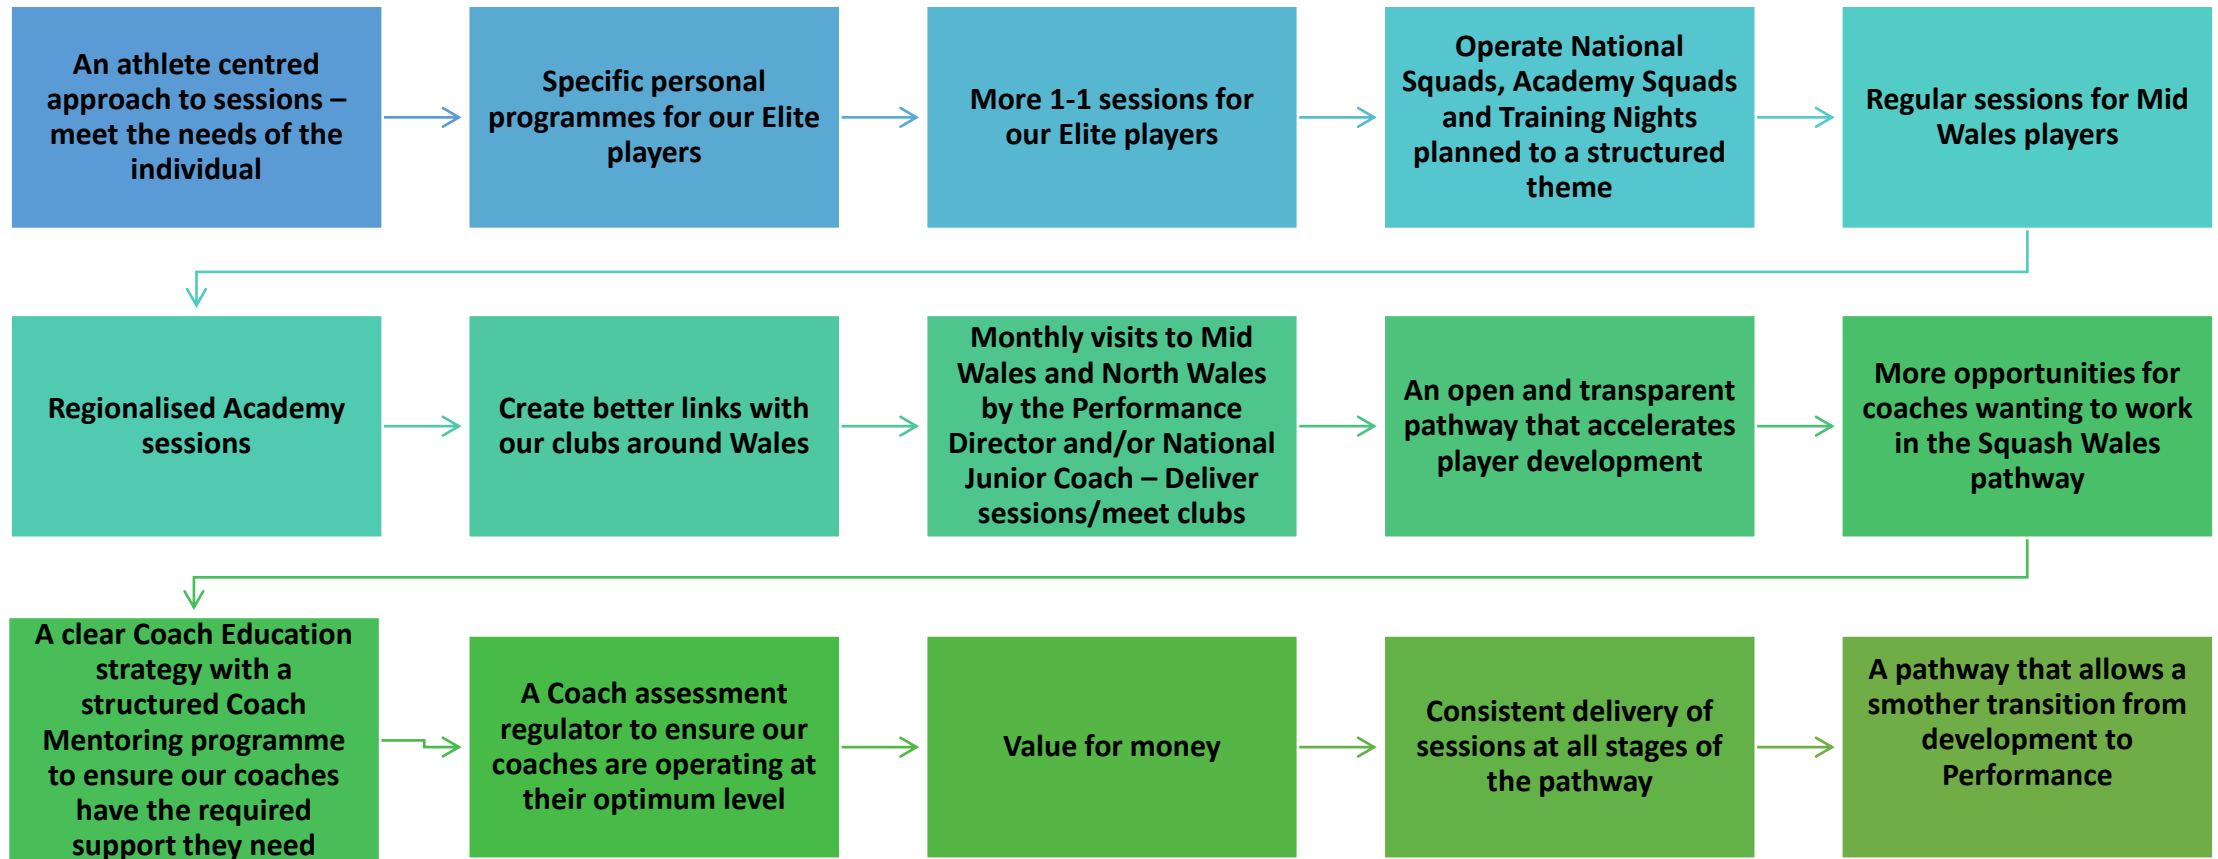 An athlete centred
approach to sessions –
meet the needs of the
individual
Specific personal
programmes for our Elite
players
More 1-1 sessions for
our Elite players
Operate National
Squads, Academy Squads
and Training Nights
planned to a structured
theme
Regular sessions for Mid
Wales players
Regionalised Academy
sessions
Create better links with
our clubs around Wales
Monthly visits to Mid
Wales and North Wales
by the Performance
Director and/or National
Junior Coach – Deliver
sessions/meet clubs
An open and transparent
pathway that accelerates
player development
More opportunities for
coaches wanting to work
in the Squash Wales
pathway
A clear Coach Education
strategy with a
structured Coach
Mentoring programme
to ensure our coaches
have the required
support they need
A Coach assessment
regulator to ensure our
coaches are operating at
their optimum level
Value for money
Consistent delivery of
sessions at all stages of
the pathway
A pathway that allows a
smother transition from
development to
Performance